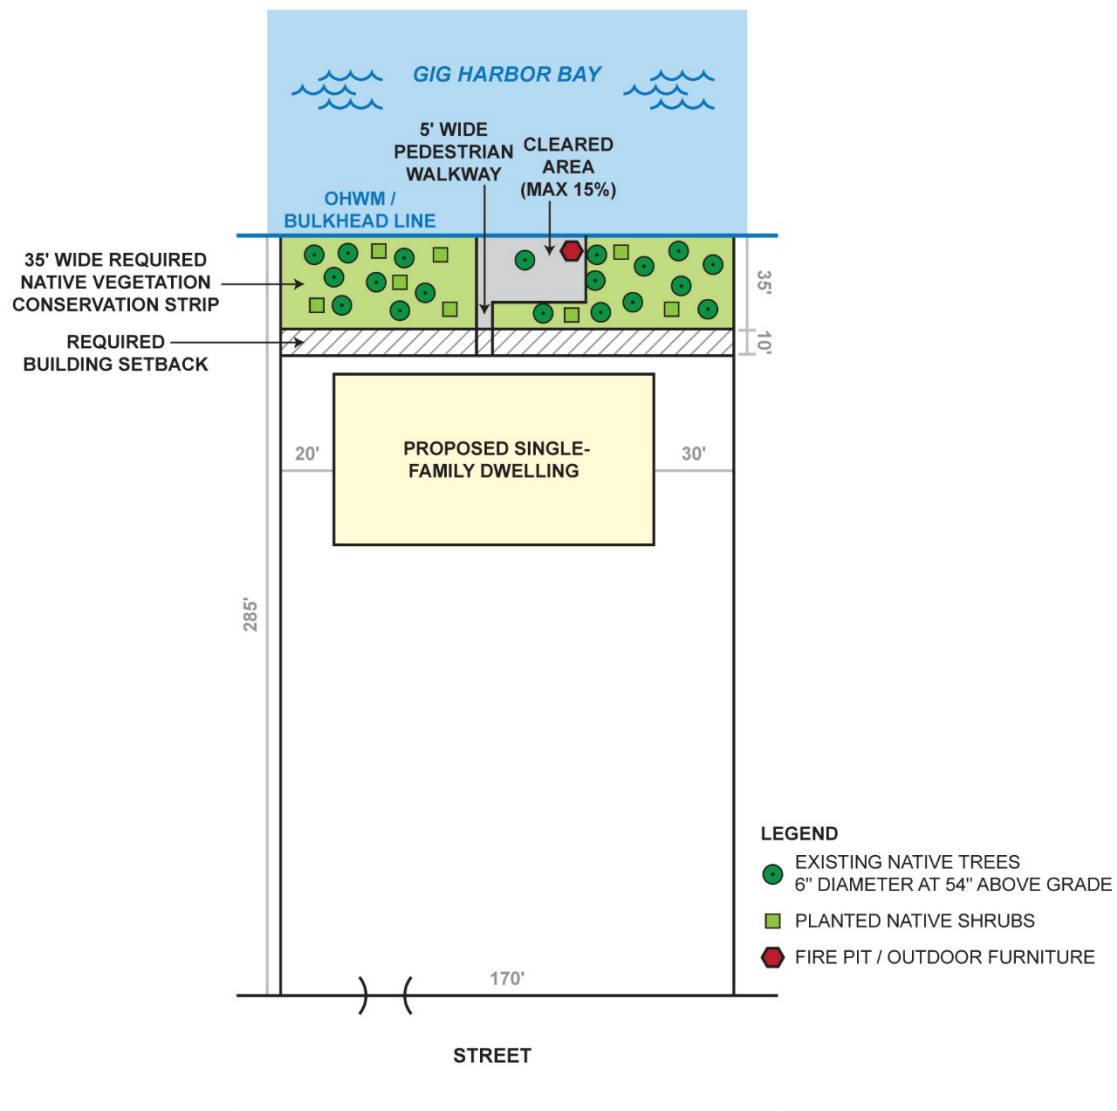 GIG HARBOR BAY
5' WIDE
PEDESTRIAN
WALKWAY
CLEARED
AREA
(MAX 15%)
OHWM /
BULKHEAD LINE
35' WIDE REQUIRED
NATIVE VEGETATION
CONSERVATION STRIP
REQUIRED
BUILDING SETBACK
35'
10'
20'
PROPOSED SINGLE-
FAMILY DWELLING
30'
285'
LEGEND
EXISTING NATIVE TREES
6" DIAMETER AT 54" ABOVE GRADE
PLANTED NATIVE SHRUBS
FIRE PIT / OUTDOOR FURNITURE
170'
STREET